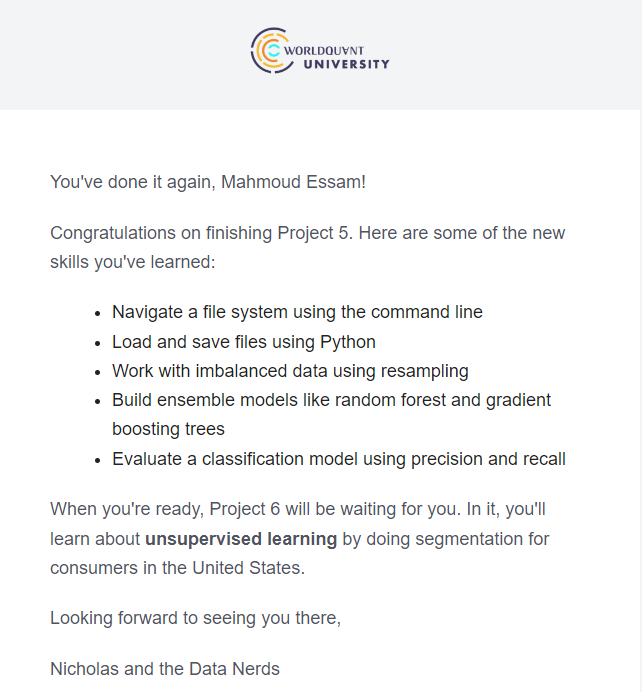 WORLDQUANT
UNIVERSITY
You've done it again, Mahmoud Essam!
Congratulations on finishing Project 5. Here are some of the new
skills you've learned:
• Navigate a file system using the command line
• Load and save files using Python
• Work with imbalanced data using resampling
• Build ensemble models like random forest and gradient
boosting trees
• Evaluate a classification model using precision and recall
When you're ready, Project 6 will be waiting for you. In it, you'll
learn about unsupervised learning by doing segmentation for
consumers in the United States.
Looking forward to seeing you there,
Nicholas and the Data Nerds